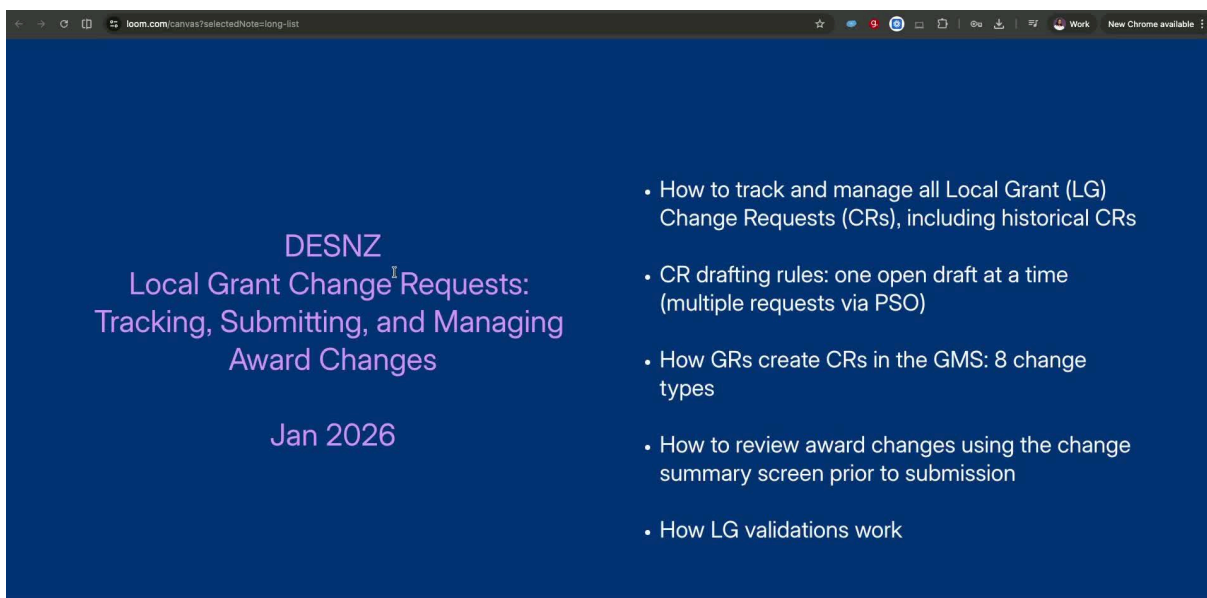 loom.com/canvas?selectedNote=long-list
Work
New Chrome available
DESNZ
Local Grant Change Requests:
Tracking, Submitting, and Managing
Award Changes
Jan 2026
• How to track and manage all Local Grant (LG)
Change Requests (CRs), including historical CRs
• CR drafting rules: one open draft at a time
(multiple requests via PSO)
• How GRs create CRs in the GMS: 8 change
types
• How to review award changes using the change
summary screen prior to submission
• How LG validations work